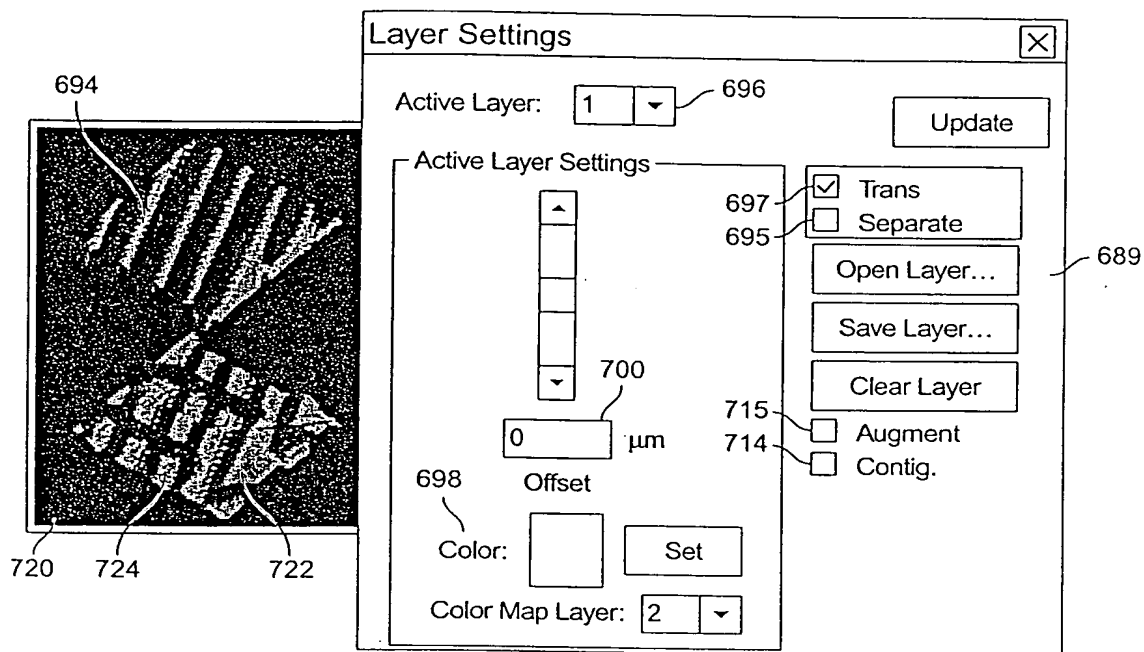 Layer Settings
694
Active Layer: 1
696
Update
Active Layer Settings
697
Trans
695
Separate
Open Layer...
689
Save Layer...
700
Clear Layer
0 μm
715
Augment
714
Contig.
Offset
698
Color:
Set
Color Map Layer: 2
720
724
722